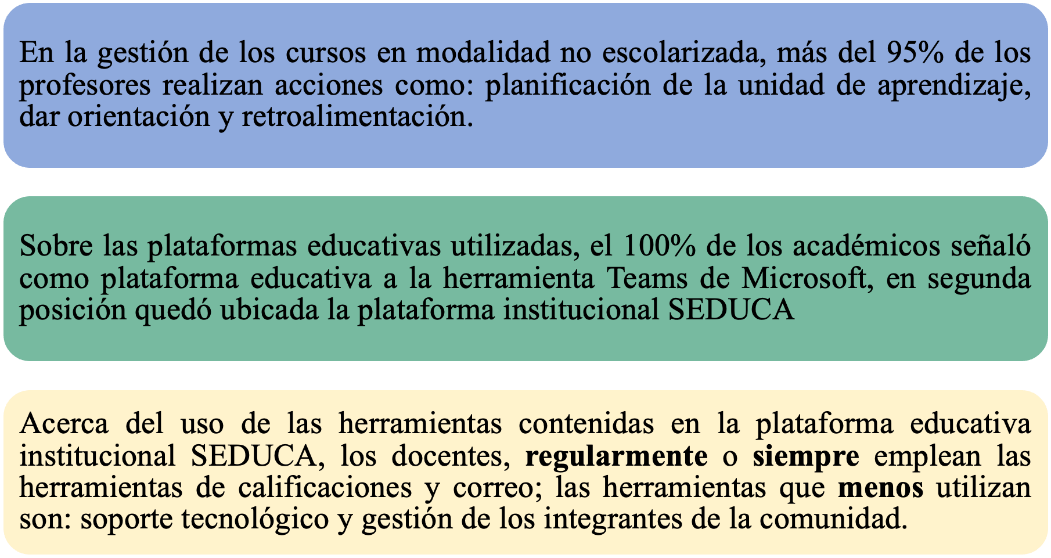 En la gestión de los cursos en modalidad no escolarizada, más del 95% de los
profesores realizan acciones como: planificación de la unidad de aprendizaje,
dar orientación y retroalimentación.
Sobre las plataformas educativas utilizadas, el 100% de los académicos señaló
como plataforma educativa a la herramienta Teams de Microsoft, en segunda
posición quedó ubicada la plataforma institucional SEDUCA
Acerca del uso de las herramientas contenidas en la plataforma educativa
institucional SEDUCA, los docentes, regularmente o siempre emplean las
herramientas de calificaciones y correo; las herramientas que menos utilizan
son: soporte tecnológico y gestión de los integrantes de la comunidad.